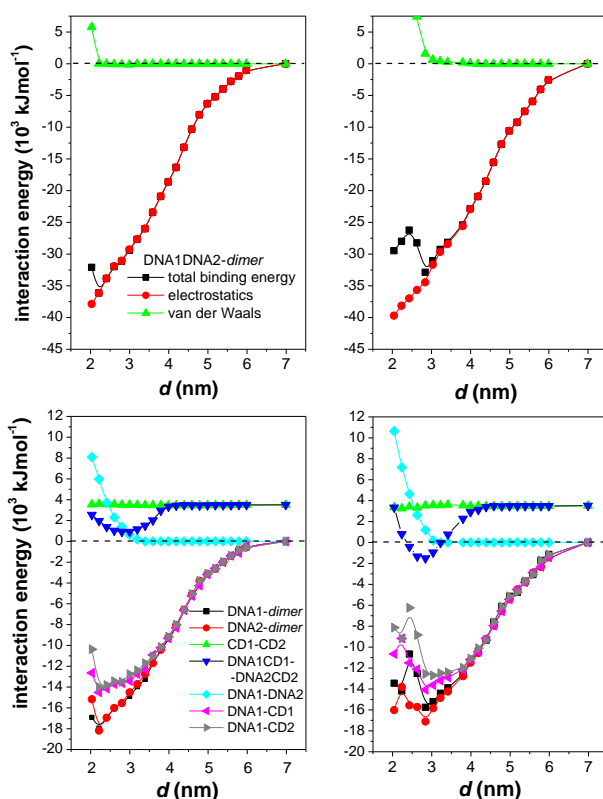 interaction energy (10³ kJmol⁻¹)
5
0
-5
-10
-15
-20
-25
-30
-35
-40
-45
DNA1DNA2-dimer
total binding energy
electrostatics
van der Waals
2 3 4 5 6 7
d (nm)
5
0
-5
-10
-15
-20
-25
-30
-35
-40
-45
2 3 4 5 6 7
d (nm)
interaction energy (10³ kJmol⁻¹)
12
10
8
6
4
2
0
-2
-4
-6
-8
-10
-12
-14
-16
-18
-20
DNA1-dimer
DNA2-dimer
CD1-CD2
DNA1CD1-
-DNA2CD2
DNA1-DNA2
DNA1-CD1
DNA1-CD2
2 3 4 5 6 7
d (nm)
12
10
8
6
4
2
0
-2
-4
-6
-8
-10
-12
-14
-16
-18
-20
2 3 4 5 6 7
d (nm)